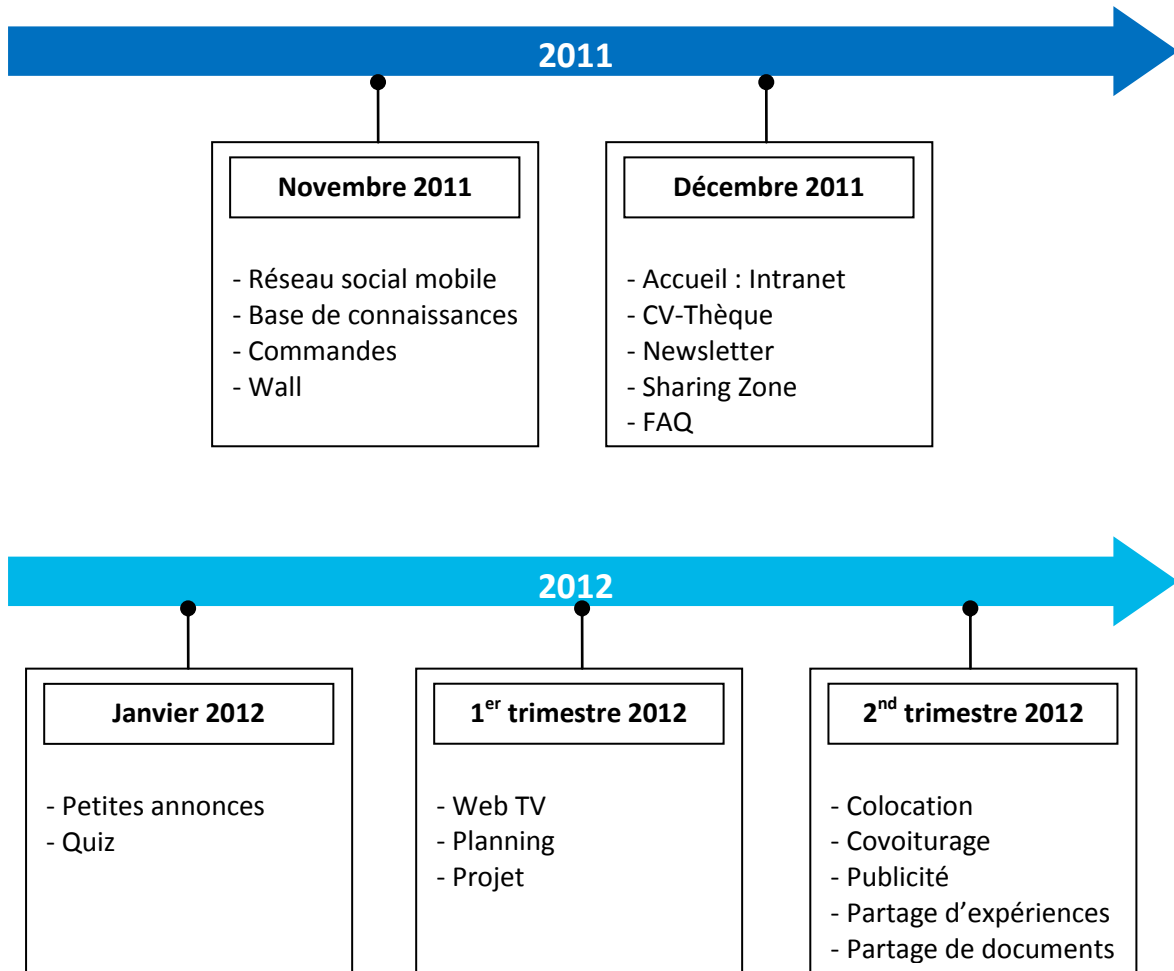 2011
Novembre 2011
- Réseau social mobile
- Base de connaissances
- Commandes
- Wall
Décembre 2011
- Accueil : Intranet
- CV-Thèque
- Newsletter
- Sharing Zone
- FAQ
2012
Janvier 2012
- Petites annonces
- Quiz
1er trimestre 2012
- Web TV
- Planning
- Projet
2nd trimestre 2012
- Colocation
- Covoiturage
- Publicité
- Partage d’expériences
- Partage de documents